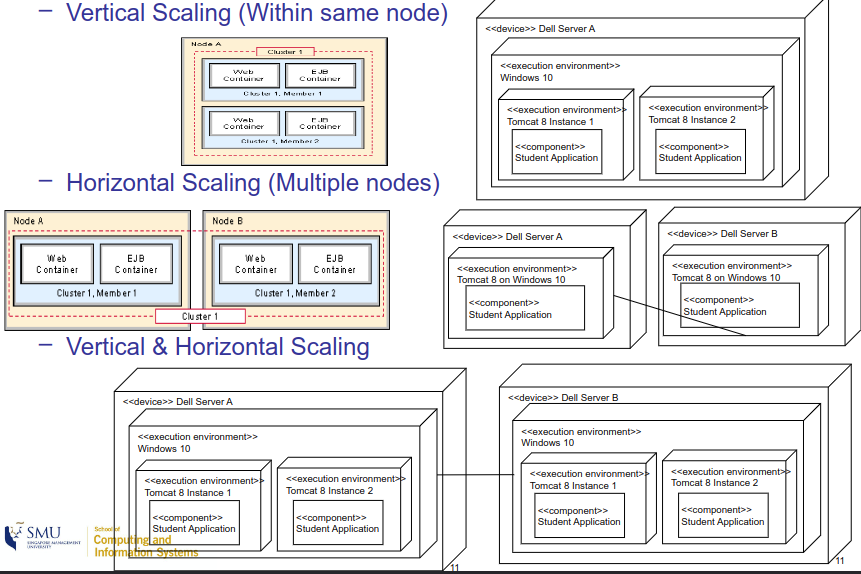 – Vertical Scaling (Within same node)
Node A
Cluster 1
Web
Container
EJB
Container
Cluster 1, Member 1
Web
Container
EJB
Container
Cluster 1, Member 2
<<device>> Dell Server A
<<execution environment>>
Windows 10
<<execution environment>>
Tomcat 8 Instance 1
<<component>>
Student Application
<<execution environment>>
Tomcat 8 Instance 2
<<component>>
Student Application
– Horizontal Scaling (Multiple nodes)
Node A
Web
Container
EJB
Container
Cluster 1, Member 1
Node B
Web
Container
EJB
Container
Cluster 1, Member 2
Cluster 1
<<device>> Dell Server A
<<execution environment>>
Tomcat 8 on Windows 10
<<component>>
Student Application
<<device>> Dell Server B
<<execution environment>>
Tomcat 8 on Windows 10
<<component>>
Student Application
– Vertical & Horizontal Scaling
<<device>> Dell Server A
<<execution environment>>
Windows 10
<<execution environment>>
Tomcat 8 Instance 1
<<component>>
Student Application
<<execution environment>>
Tomcat 8 Instance 2
<<component>>
Student Application
<<device>> Dell Server B
<<execution environment>>
Windows 10
<<execution environment>>
Tomcat 8 Instance 1
<<component>>
Student Application
<<execution environment>>
Tomcat 8 Instance 2
<<component>>
Student Application
SMU
SINGAPORE MANAGEMENT
UNIVERSITY
School of
Computing and
Information Systems
11
11